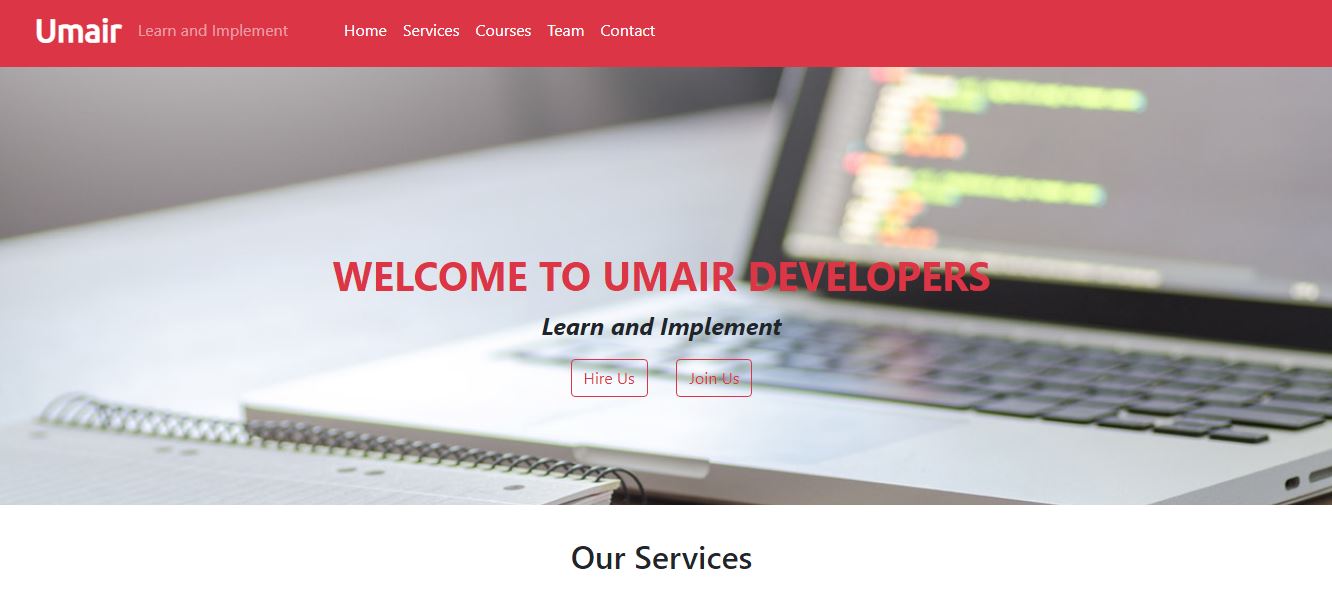 Umair Learn and Implement Home Services Courses Team Contact
WELCOME TO UMAIR DEVELOPERS
Learn and Implement
Hire Us Join Us
Our Services